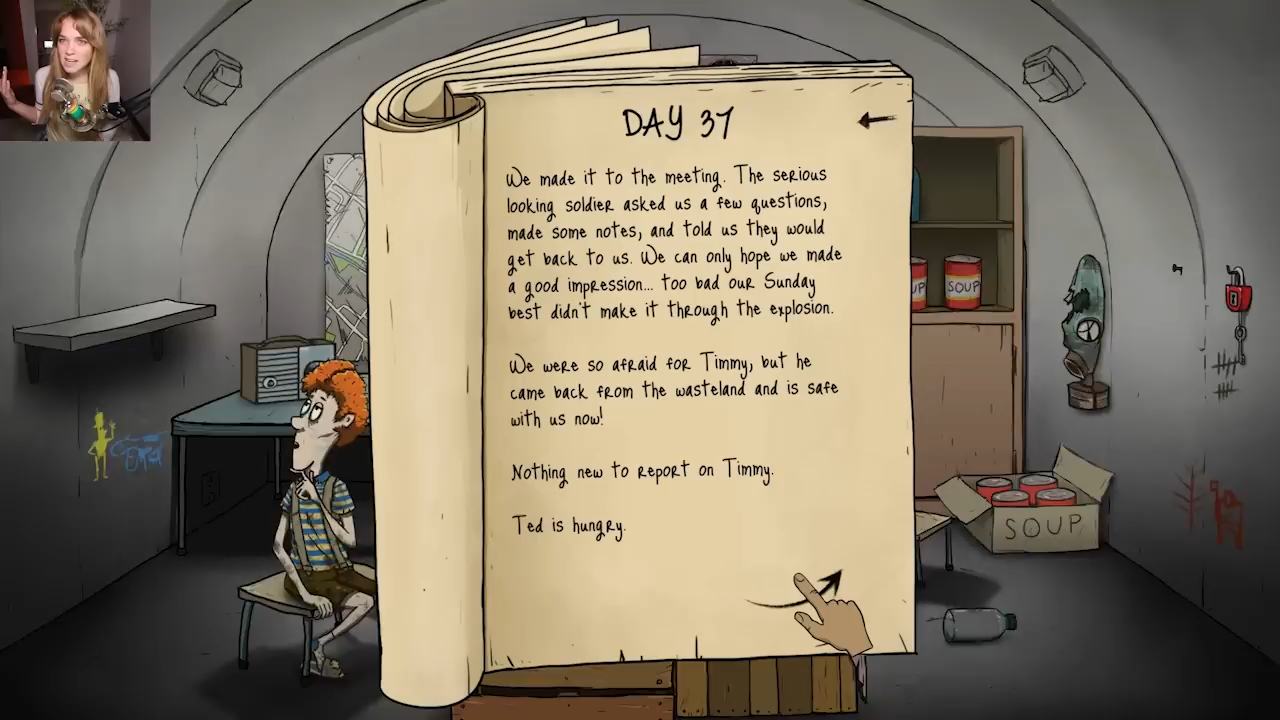 DAY 37
We made it to the meeting. The serious
looking soldier asked us a few questions,
made some notes, and told us they would
get back to us. We can only hope we made
a good impression... too bad our Sunday
best didn't make it through the explosion.
We were so afraid for Timmy, but he
came back from the wasteland and is safe
with us now!
Nothing new to report on Timmy.
Ted is hungry.
UP
SOUP
SOUP